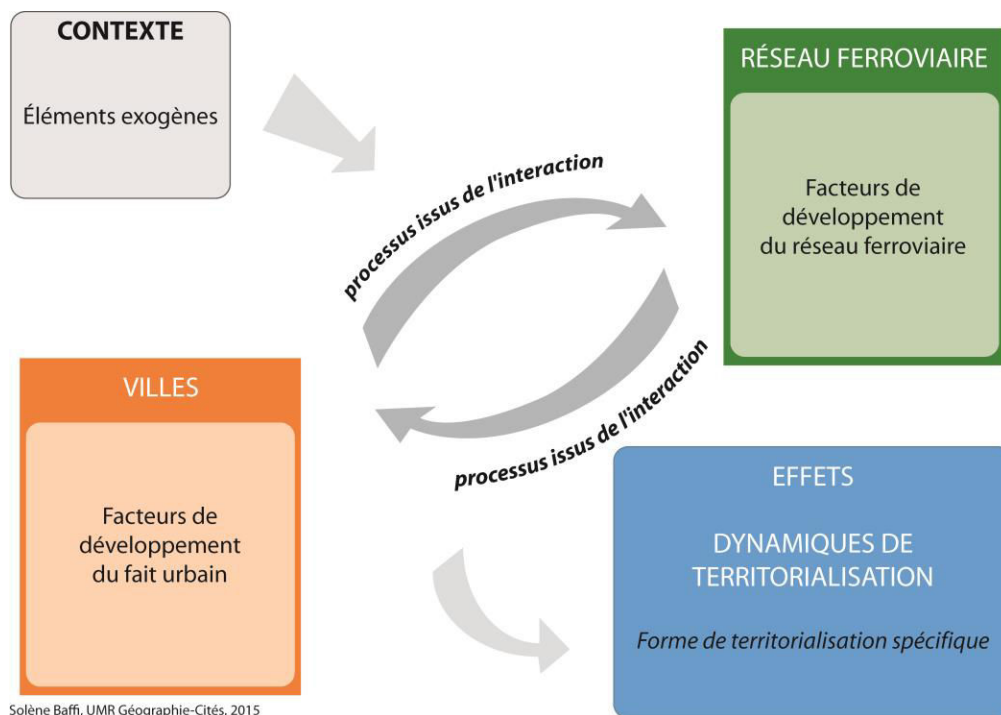 CONTEXTE
Éléments exogènes
RÉSEAU FERROVIAIRE
Facteurs de
développement
du réseau ferroviaire
processus issus de l'interaction
processus issus de l'interaction
VILLES
Facteurs de
développement
du fait urbain
EFFETS
DYNAMIQUES DE
TERRITORIALISATION
Forme de territorialisation spécifique
Solène Baffi, UMR Géographie-Cités, 2015